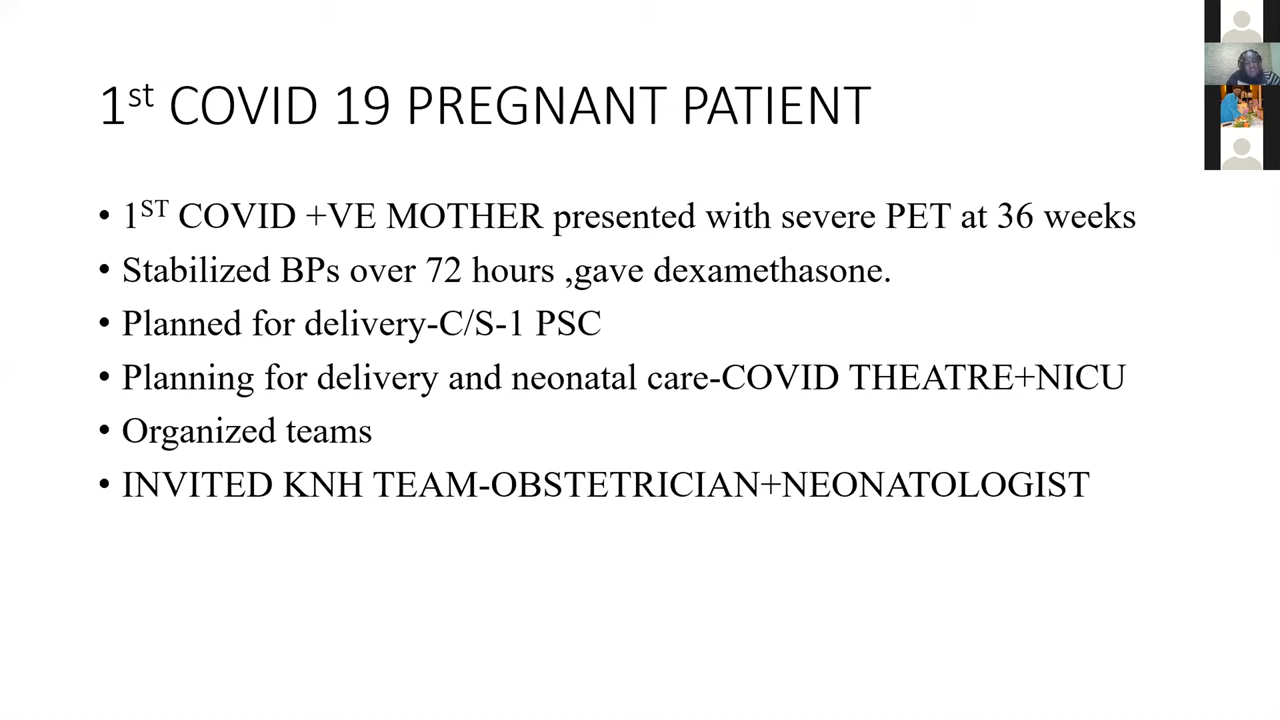 1st COVID 19 PREGNANT PATIENT
• 1ST COVID +VE MOTHER presented with severe PET at 36 weeks
• Stabilized BPs over 72 hours ,gave dexamethasone.
• Planned for delivery-C/S-1 PSC
• Planning for delivery and neonatal care-COVID THEATRE+NICU
• Organized teams
• INVITED KNH TEAM-OBSTETRICIAN+NEONATOLOGIST